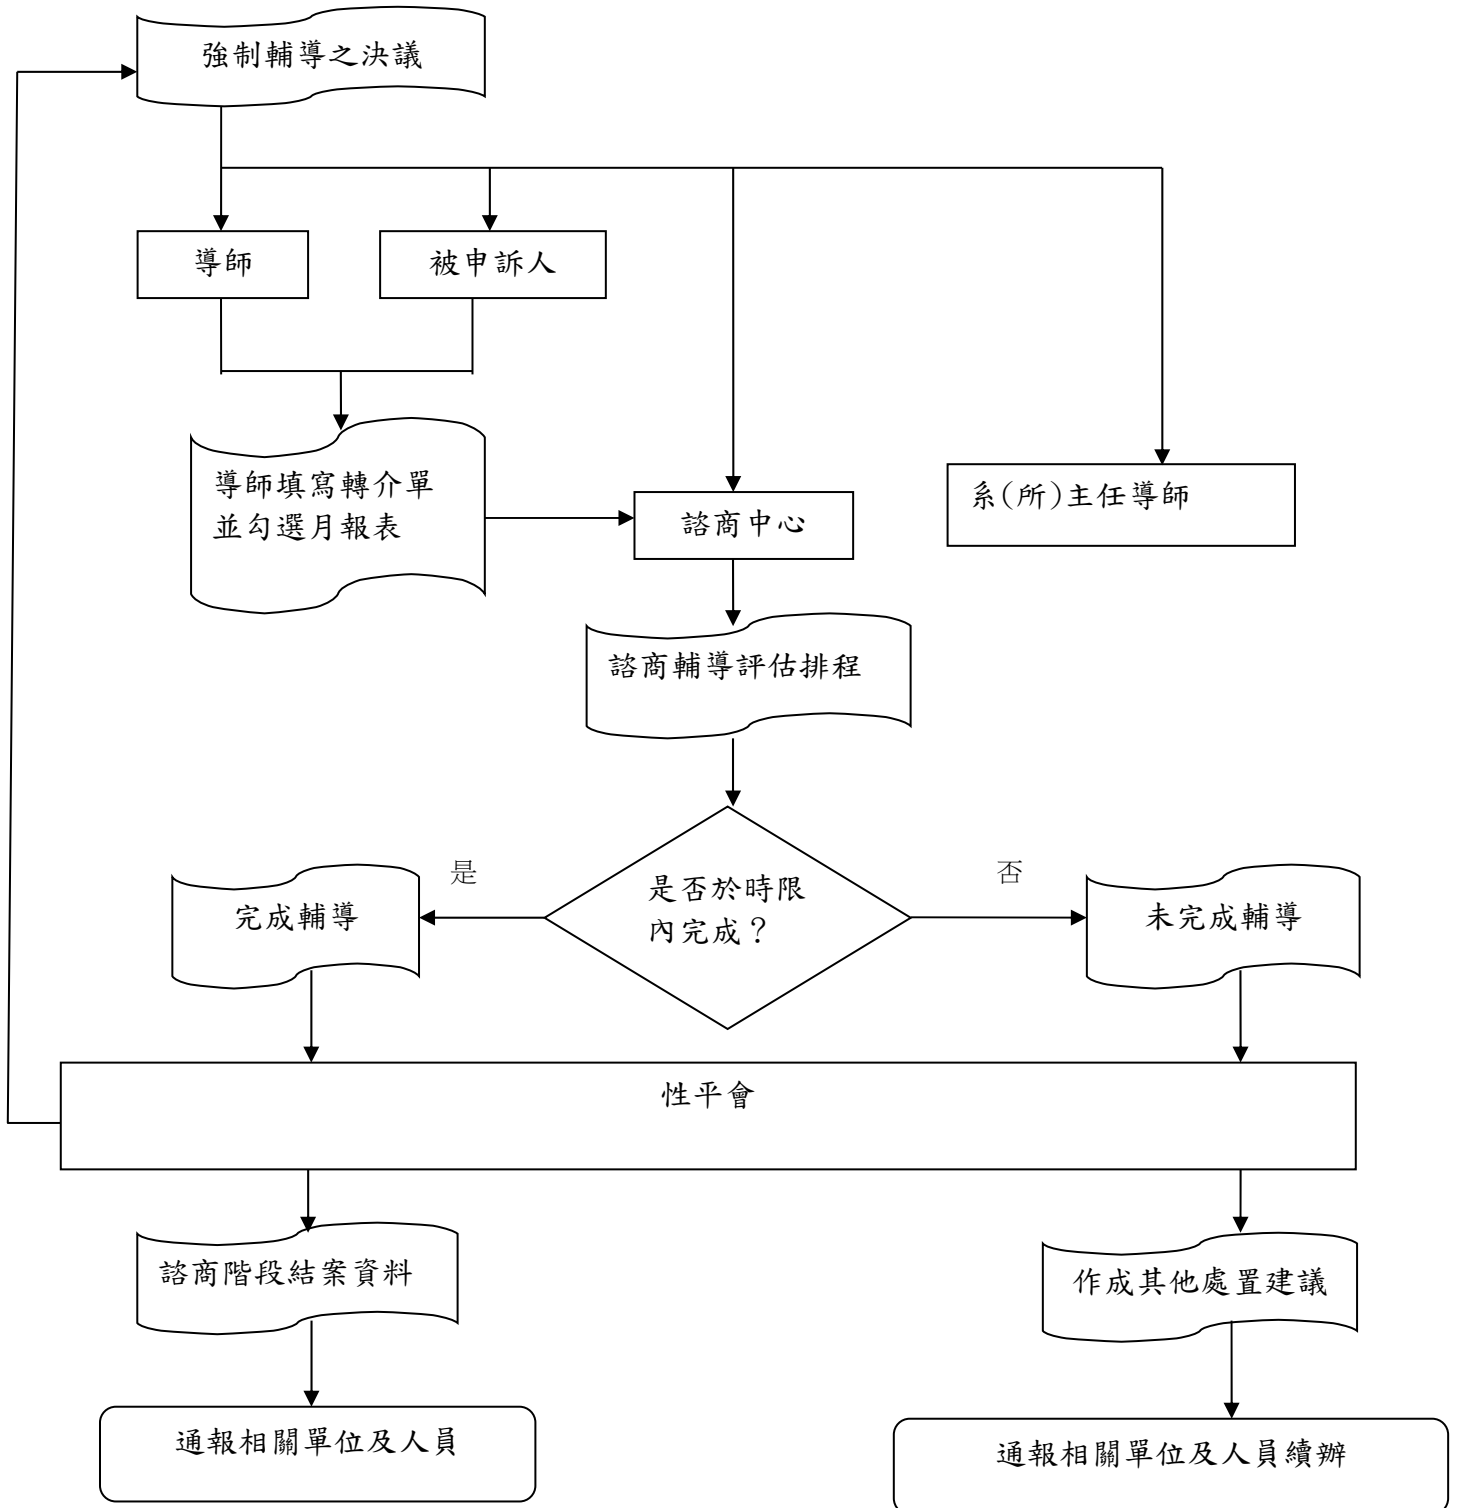 強制輔導之決議
導師
被申訴人
導師填寫轉介單
並勾選月報表
諮商中心
系(所)主任導師
諮商輔導評估排程
是
否
完成輔導
是否於時限
內完成？
未完成輔導
性平會
諮商階段結案資料
作成其他處置建議
通報相關單位及人員
通報相關單位及人員續辦